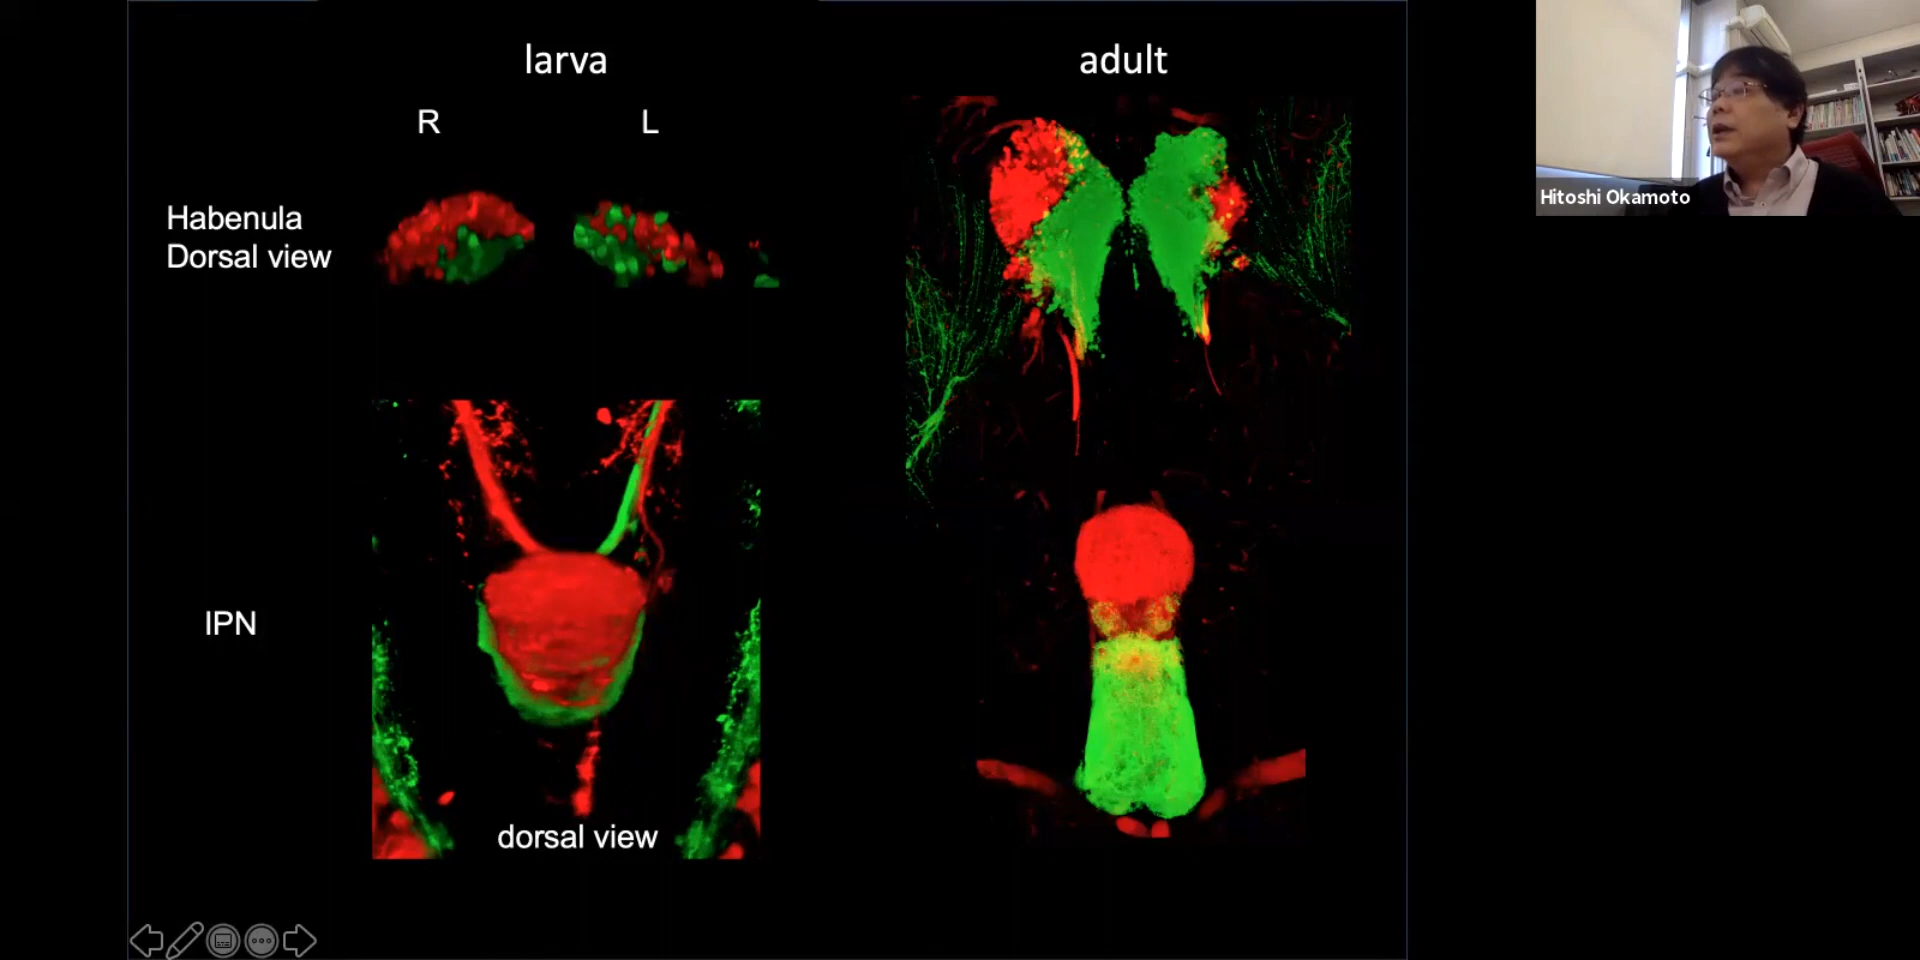 larva
adult
R
L
Habenula
Dorsal view
IPN
dorsal view
Hitoshi Okamoto